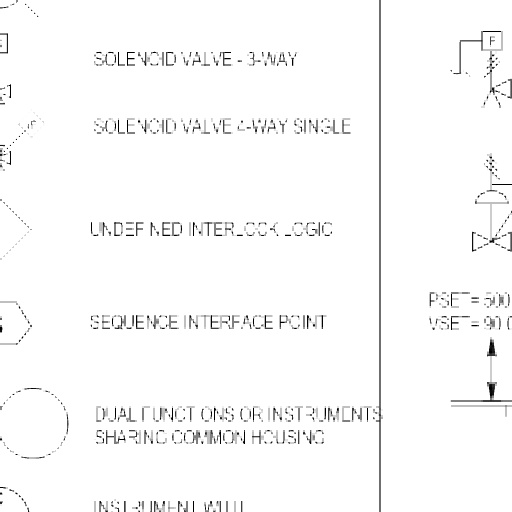 SOLENOID VALVE - 3-WAY
F
SOLENOID VALVE 4-WAY SINGLE
UNDEFINED INTERLOCK LOGIC
PSET= 500
SEQUENCE INTERFACE POINT
VSET= 90.0
DUAL FUNCTIONS OR INSTRUMENTS
SHARING COMMON HOUSING
INSTRUMENT WITH